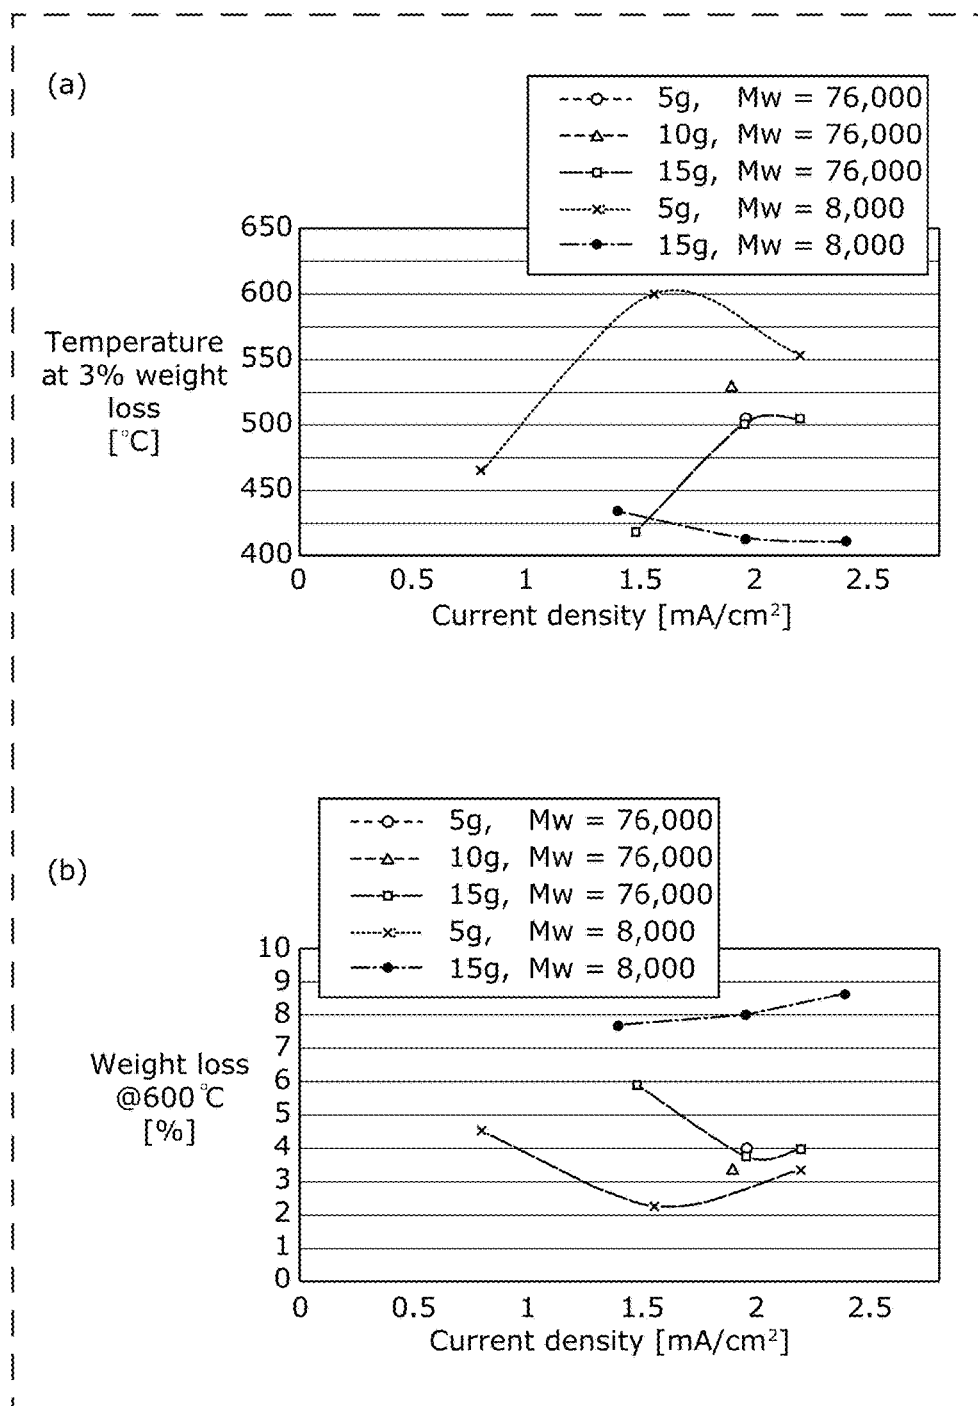 (a)
5g, Mw = 76,000
10g, Mw = 76,000
15g, Mw = 76,000
5g, Mw = 8,000
15g, Mw = 8,000
650
600
550
500
450
400
Temperature
at 3% weight
loss
[°C]
0 0.5 1 1.5 2 2.5
Current density [mA/cm²]
(b)
5g, Mw = 76,000
10g, Mw = 76,000
15g, Mw = 76,000
5g, Mw = 8,000
15g, Mw = 8,000
10
9
8
7
6
5
4
3
2
1
0
Weight loss
@600°C
[%]
0 0.5 1 1.5 2 2.5
Current density [mA/cm²]